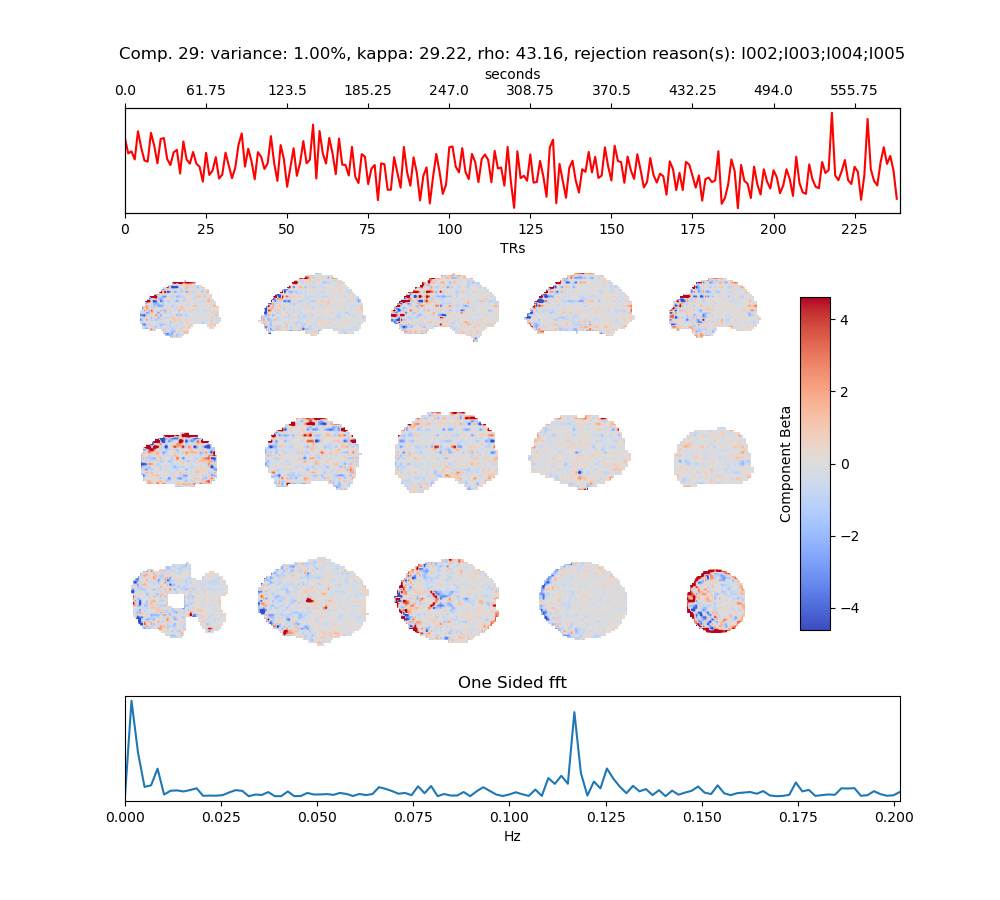 Comp. 29: variance: 1.00%, kappa: 29.22, rho: 43.16, rejection reason(s): I002;I003;I004;I005
seconds
0.0 61.75 123.5 185.25 247.0 308.75 370.5 432.25 494.0 555.75
0 25 50 75 100 125 150 175 200 225
TRs
4
2
0
−2
−4
Component Beta
One Sided fft
0.000 0.025 0.050 0.075 0.100 0.125 0.150 0.175 0.200
Hz